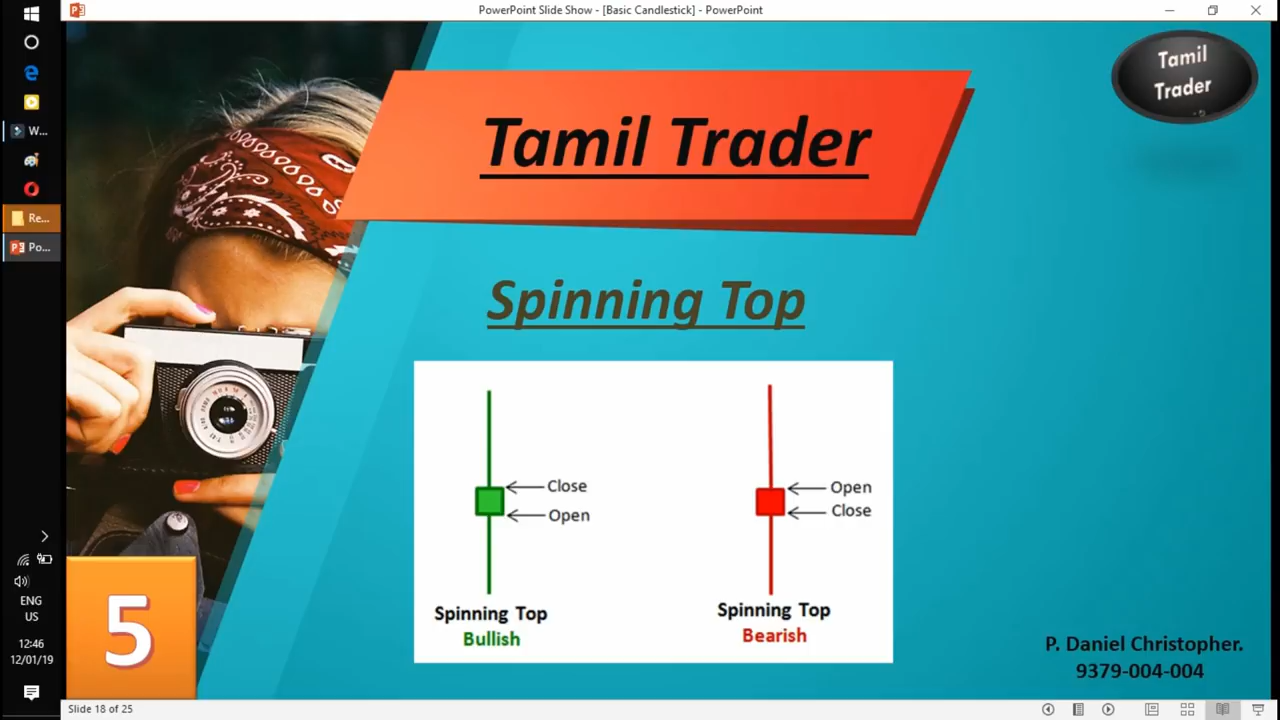 PowerPoint Slide Show - [Basic Candlestick] - PowerPoint
Tamil
Trader
Tamil Trader
Spinning Top
W...
Re...
Po...
Close
Open
Open
Close
Spinning Top
Bullish
Spinning Top
Bearish
5
P. Daniel Christopher.
9379-004-004
ENG
US
12:46
12/01/19
Slide 18 of 25